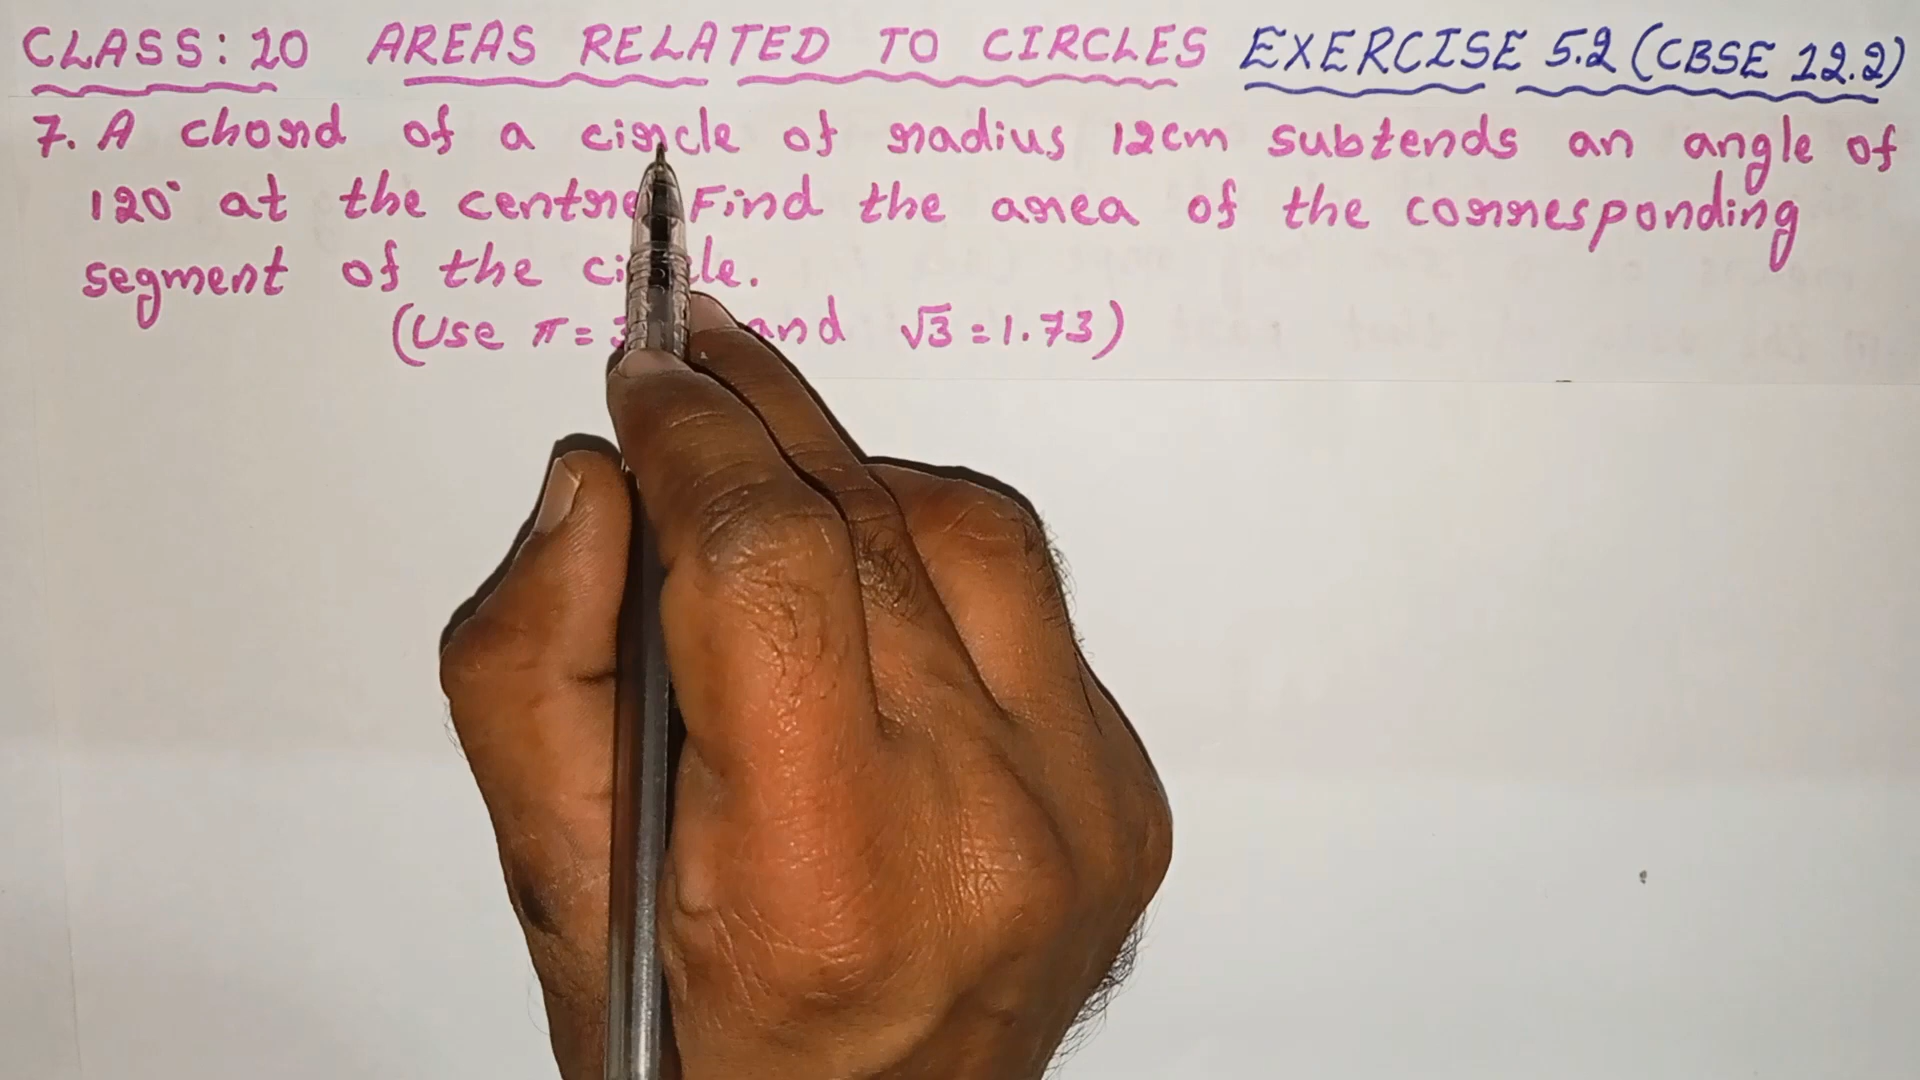 CLASS: 10 AREAS RELATED TO CIRCLES EXERCISE 5.2 (CBSE 12.2)
7. A chord of a circle of radius 12cm subtends an angle of
120° at the centre Find the area of the corresponding
segment of the circle.
(Use π = 3 and √3 = 1.73)